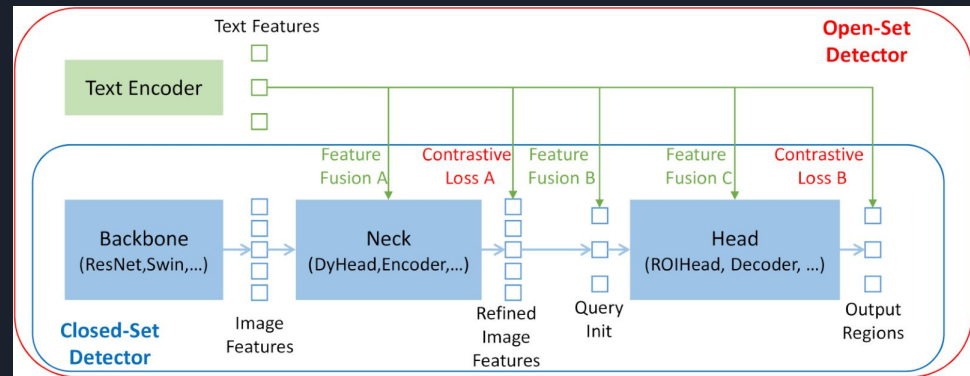 Text Features
Open-Set
Detector
Text Encoder
Feature
Fusion A
Contrastive
Loss A
Feature
Fusion B
Feature
Fusion C
Contrastive
Loss B
Backbone
(ResNet,Swin,...)
Neck
(DyHead,Encoder,...)
Head
(ROIHead, Decoder, ...)
Closed-Set
Detector
Image
Features
Refined
Image
Features
Query
Init
Output
Regions